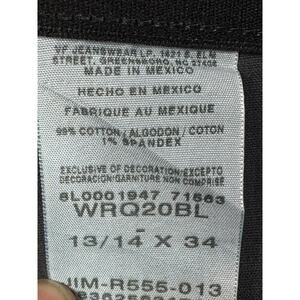 VF JEANSWEAR LP. 1421 S. ELM
STREET, GREENSBORO, NC 27406
MADE IN MEXICO
HECHO EN MEXICO
FABRIQUE AU MEXIQUE
99% COTTON/ALGODON/COTON
1% SPANDEX
EXCLUSIVE OF DECORATION/EXCEPTO
DECORACION/GARNITURE NON COMPRISE
6L0001947 71663
WRQ20BL
13/14 X 34
JIM-R555-013